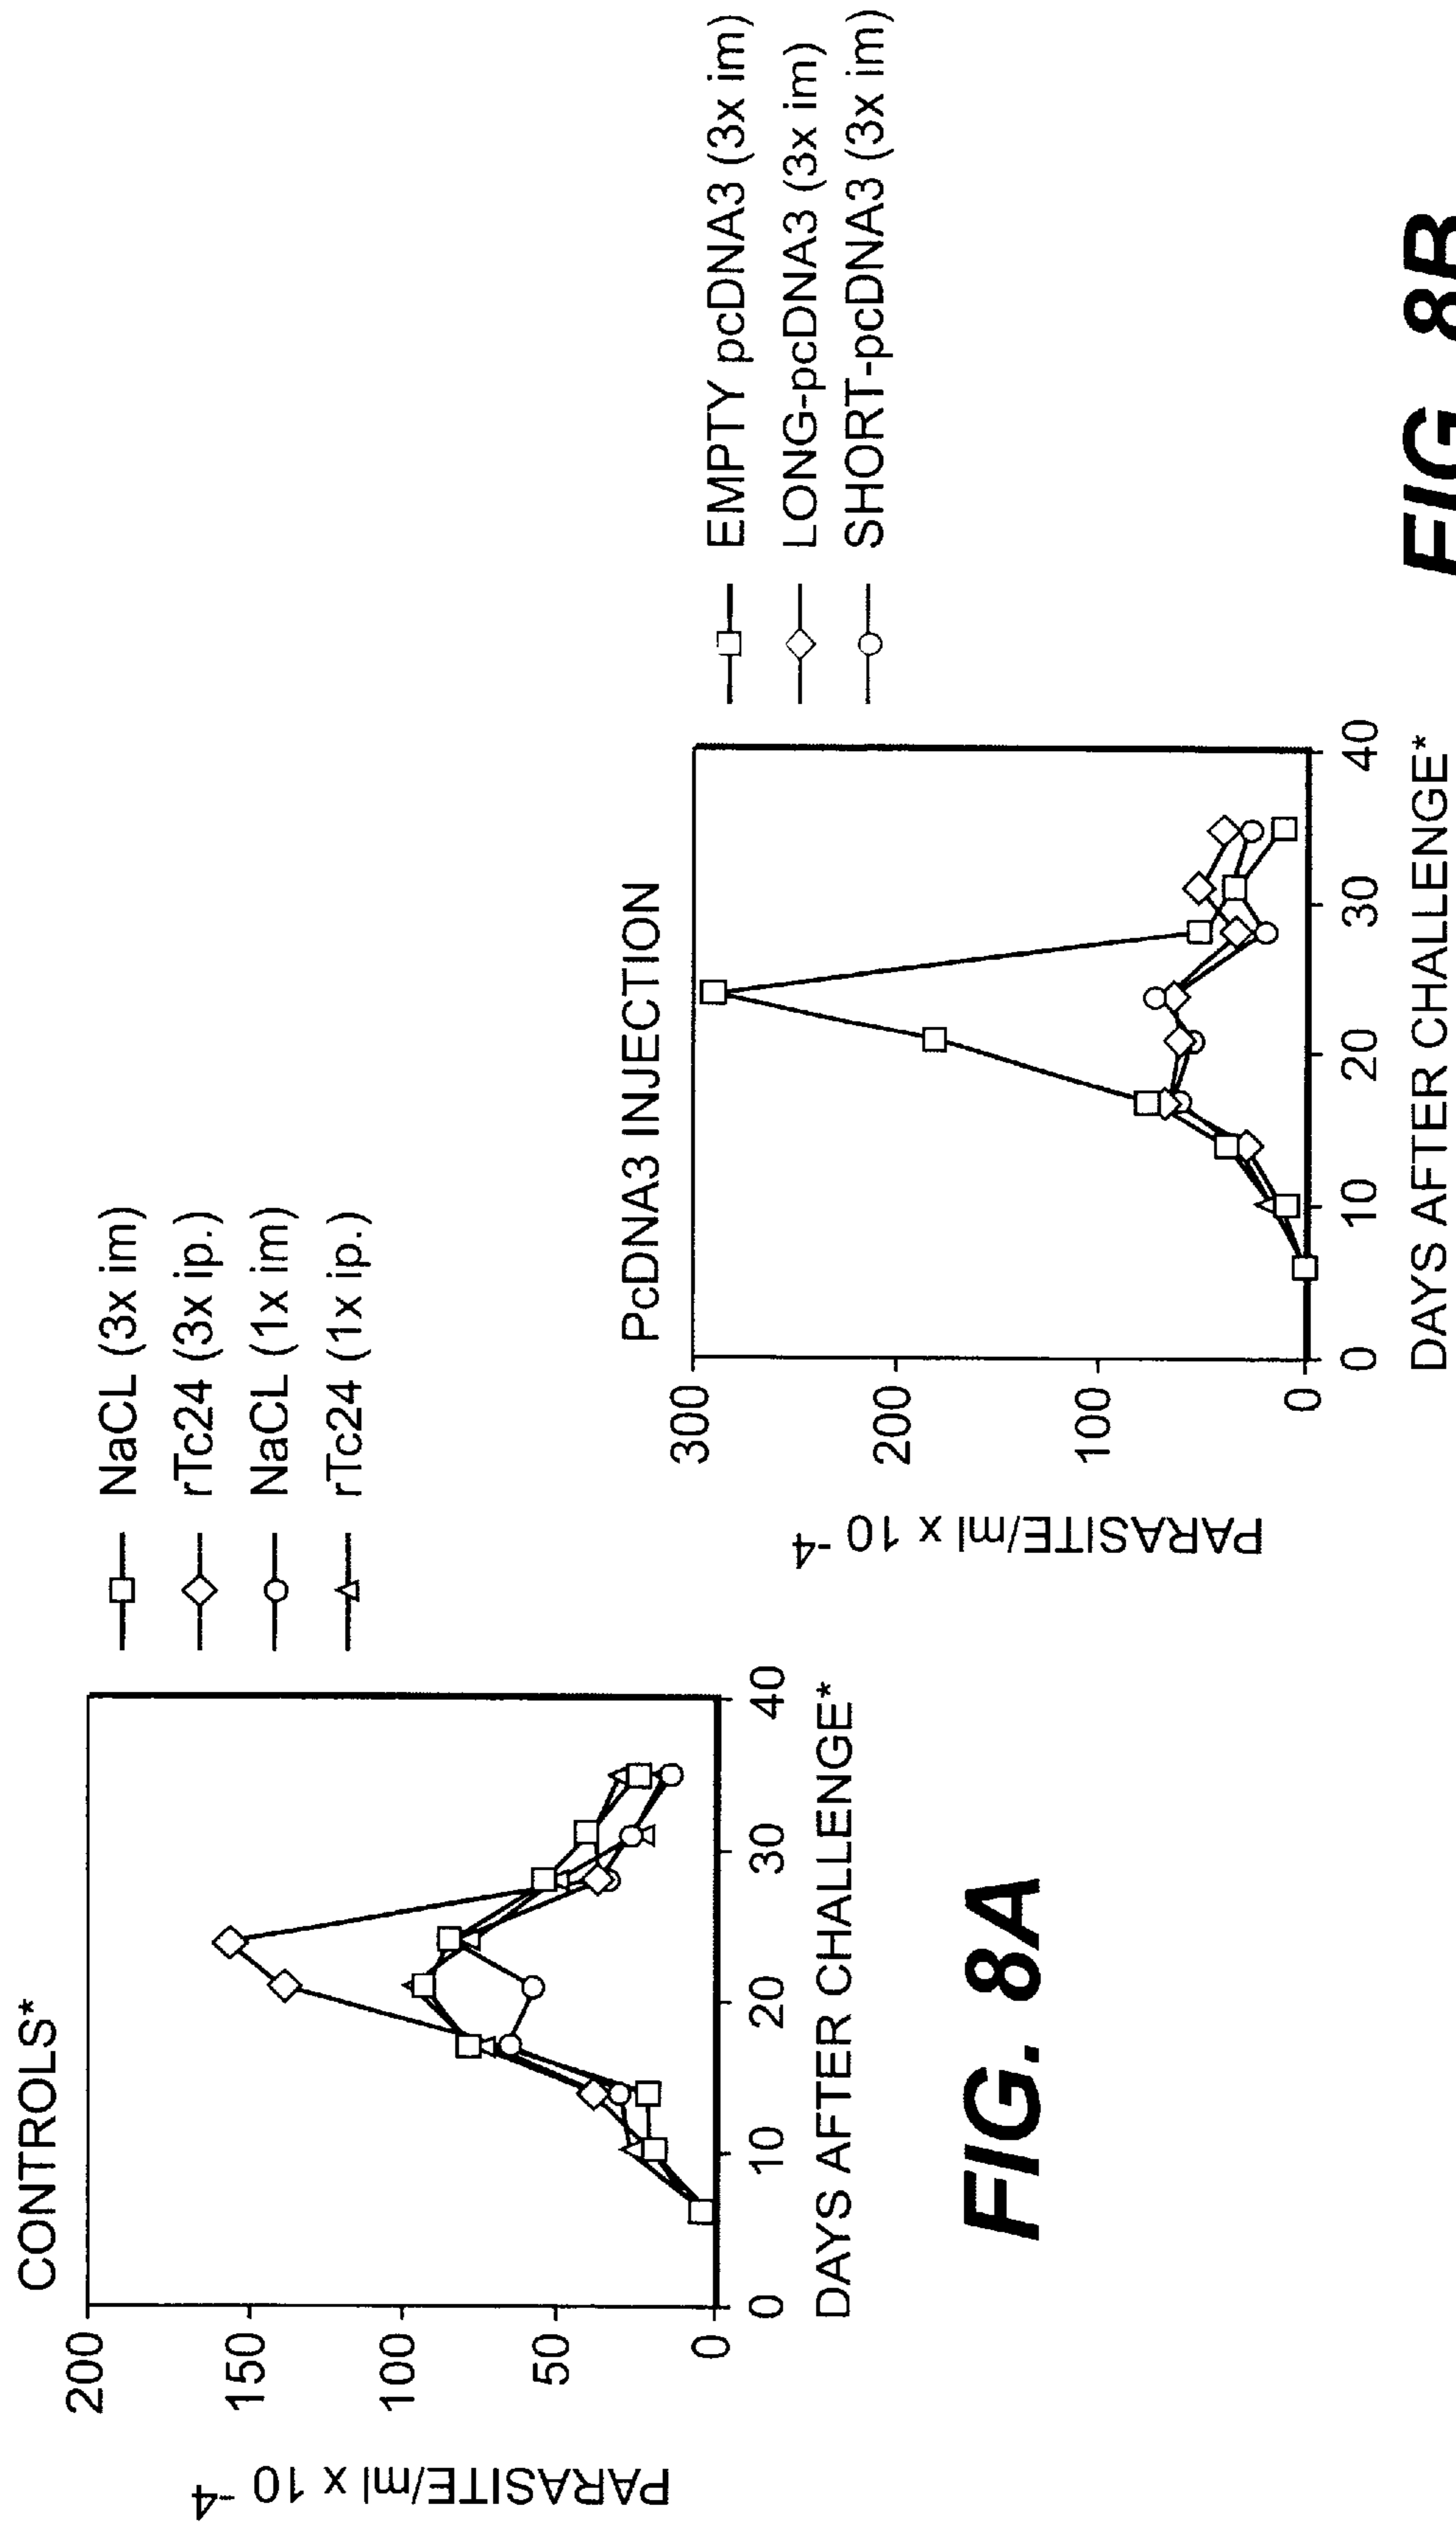 CONTROLS*
NaCL (3x im)
rTc24 (3x ip.)
NaCL (1x im)
rTc24 (1x ip.)
PARASITE/ml x 10 -4
200
150
100
50
0
0 10 20 30 40
DAYS AFTER CHALLENGE*
FIG. 8A
PcDNA3 INJECTION
EMPTY pcDNA3 (3x im)
LONG-pcDNA3 (3x im)
SHORT-pcDNA3 (3x im)
PARASITE/ml x 10 -4
300
200
100
0
0 10 20 30 40
DAYS AFTER CHALLENGE*
FIG. 8B